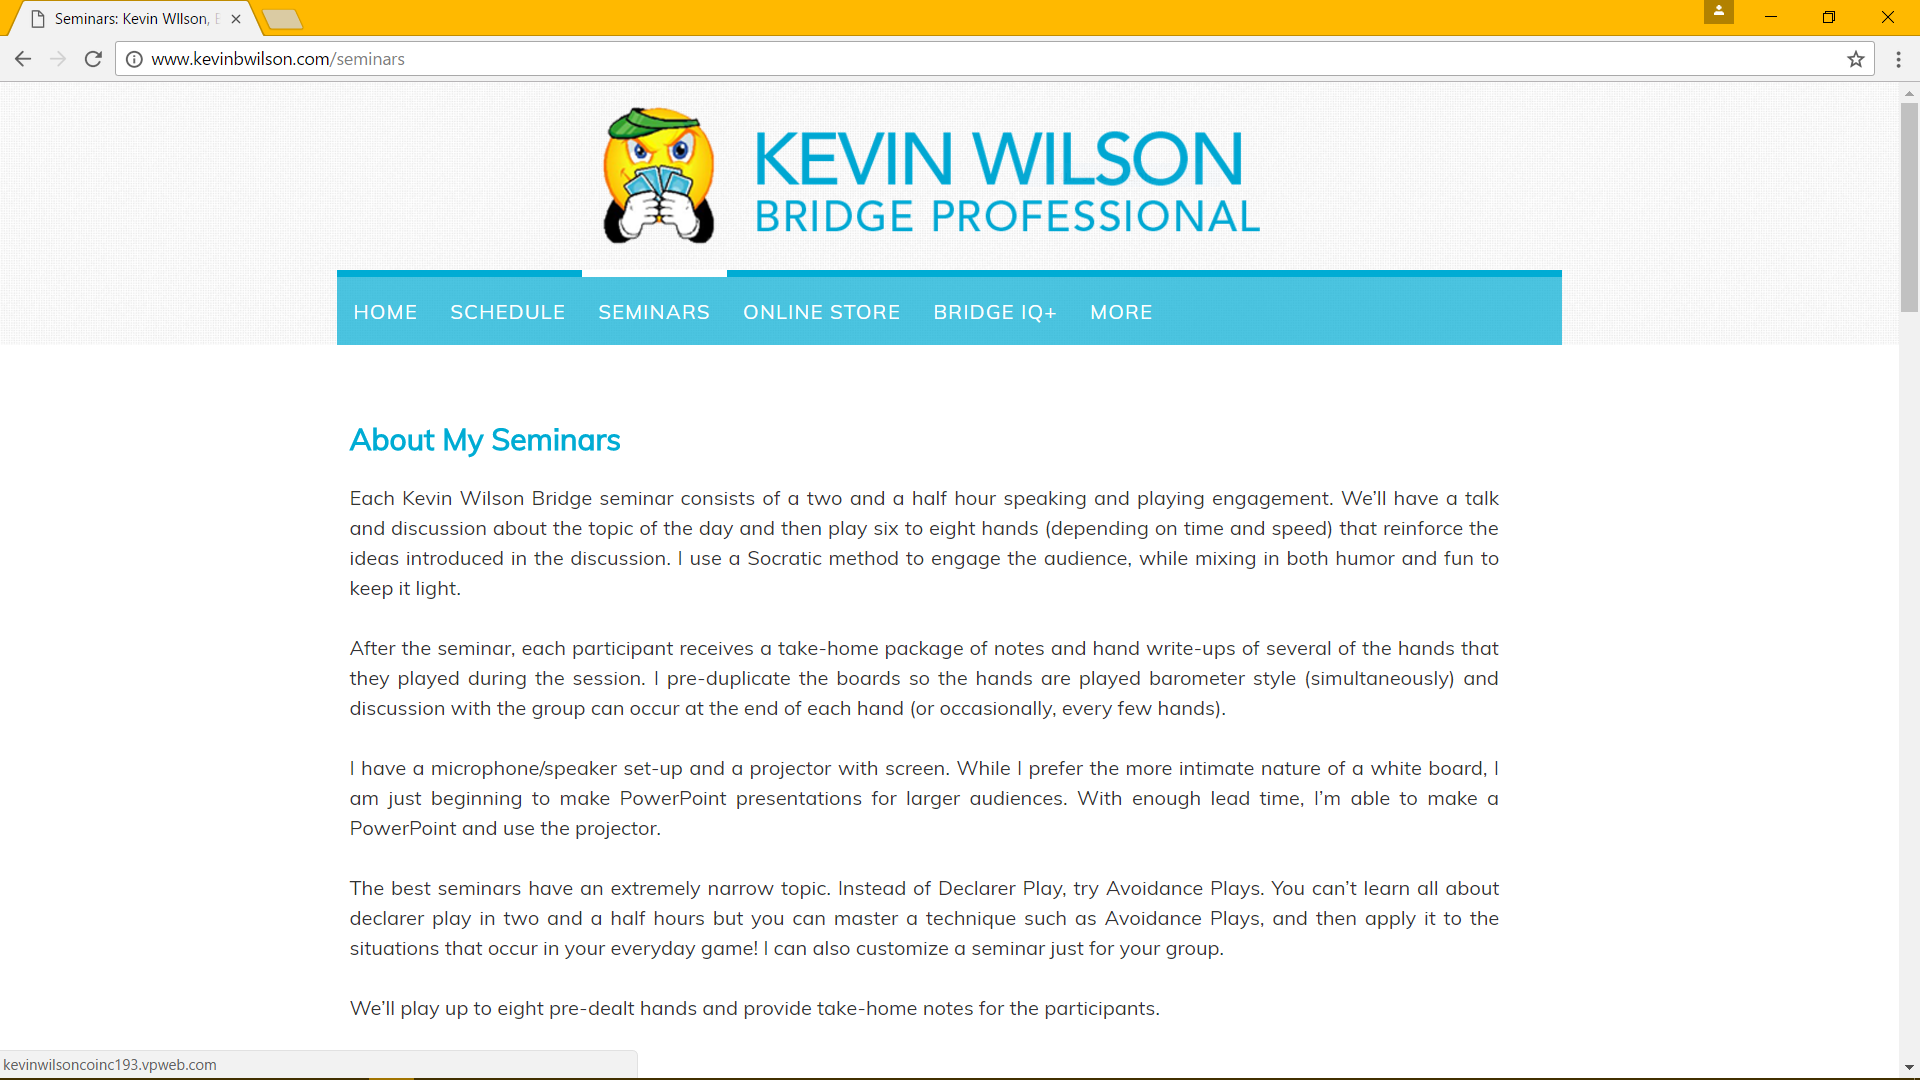 Seminars: Kevin WIlson,
www.kevinbwilson.com/seminars
KEVIN WILSON
BRIDGE PROFESSIONAL
HOME SCHEDULE SEMINARS ONLINE STORE BRIDGE IQ+ MORE
About My Seminars
Each Kevin Wilson Bridge seminar consists of a two and a half hour speaking and playing engagement. We’ll have a talk
and discussion about the topic of the day and then play six to eight hands (depending on time and speed) that reinforce the
ideas introduced in the discussion. I use a Socratic method to engage the audience, while mixing in both humor and fun to
keep it light.
After the seminar, each participant receives a take-home package of notes and hand write-ups of several of the hands that
they played during the session. I pre-duplicate the boards so the hands are played barometer style (simultaneously) and
discussion with the group can occur at the end of each hand (or occasionally, every few hands).
I have a microphone/speaker set-up and a projector with screen. While I prefer the more intimate nature of a white board, I
am just beginning to make PowerPoint presentations for larger audiences. With enough lead time, I’m able to make a
PowerPoint and use the projector.
The best seminars have an extremely narrow topic. Instead of Declarer Play, try Avoidance Plays. You can’t learn all about
declarer play in two and a half hours but you can master a technique such as Avoidance Plays, and then apply it to the
situations that occur in your everyday game! I can also customize a seminar just for your group.
We’ll play up to eight pre-dealt hands and provide take-home notes for the participants.
kevinwilsoncoinc193.vpweb.com